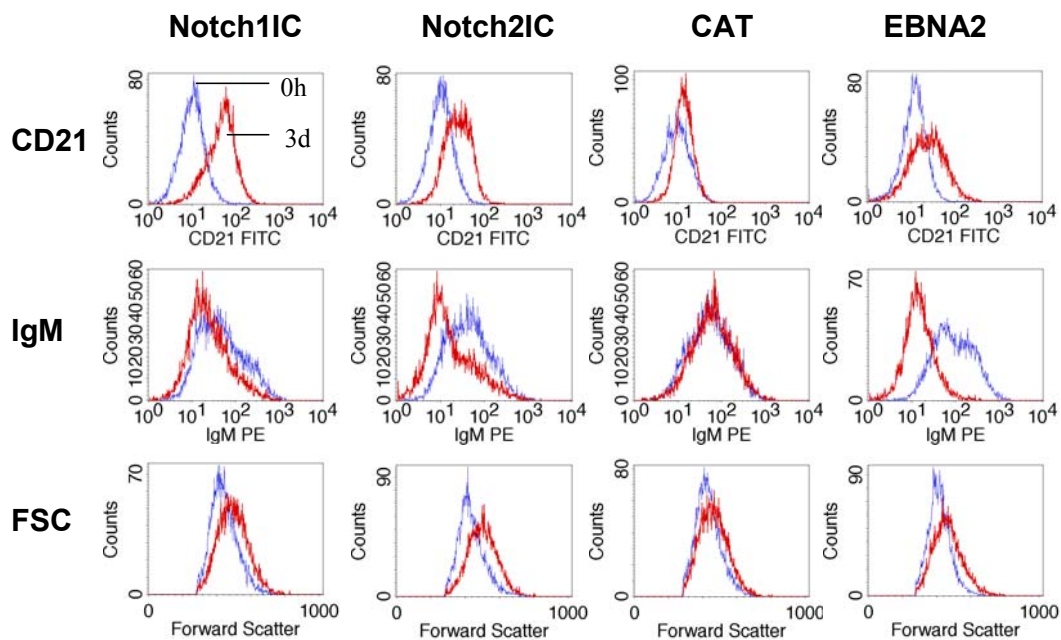 Notch1IC Notch2IC CAT EBNA2
CD21
Counts 0 80 0h 3d 10^0 10^1 10^2 10^3 10^4 CD21 FITC
Counts 0 80 10^0 10^1 10^2 10^3 10^4 CD21 FITC
Counts 0 100 10^0 10^1 10^2 10^3 10^4 CD21 FITC
Counts 0 80 10^0 10^1 10^2 10^3 10^4 CD21 FITC
IgM
Counts 0 10 20 30 40 50 60 10^0 10^1 10^2 10^3 10^4 IgM PE
Counts 0 10 20 30 40 50 60 10^0 10^1 10^2 10^3 10^4 IgM PE
Counts 0 10 20 30 40 50 60 10^0 10^1 10^2 10^3 10^4 IgM PE
Counts 0 70 10^0 10^1 10^2 10^3 10^4 IgM PE
FSC
Counts 0 70 0 1000 Forward Scatter
Counts 0 90 0 1000 Forward Scatter
Counts 0 80 0 1000 Forward Scatter
Counts 0 90 0 1000 Forward Scatter